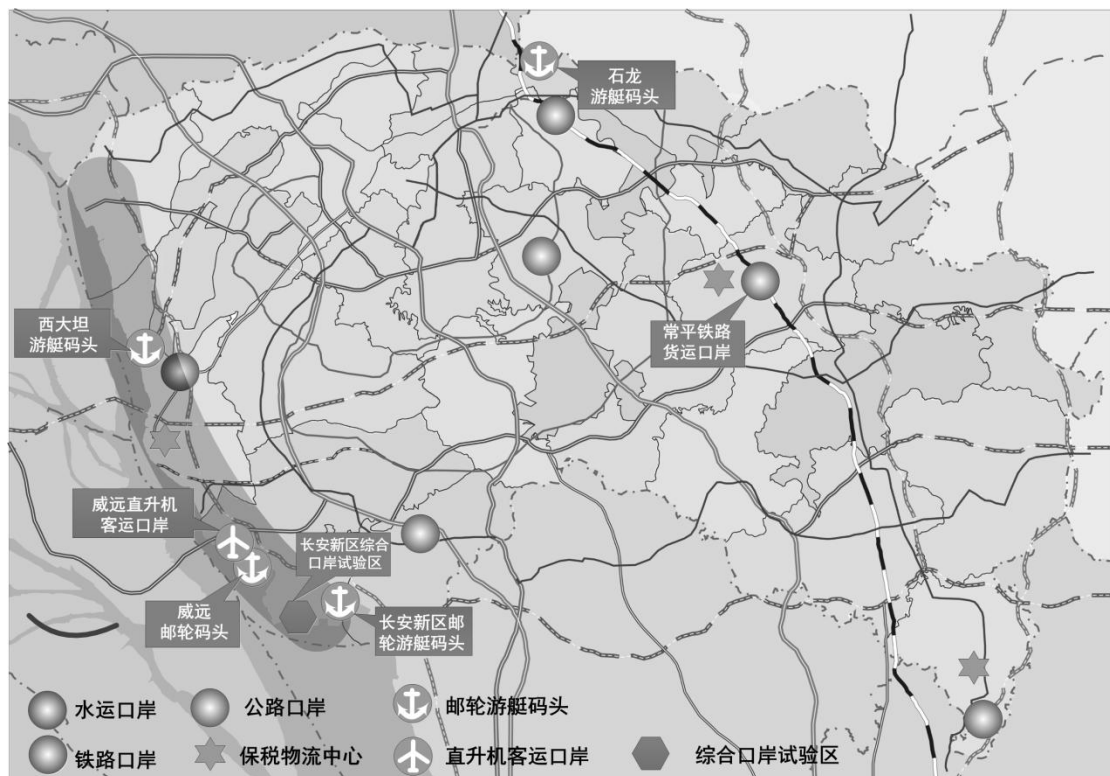 石龙
游艇码头
西大坦
游艇码头
常平铁路
货运口岸
威远直升机
客运口岸
长安新区综合
口岸试验区
威远
邮轮码头
长安新区邮
轮游艇码头
水运口岸
公路口岸
邮轮游艇码头
铁路口岸
保税物流中心
直升机客运口岸
综合口岸试验区